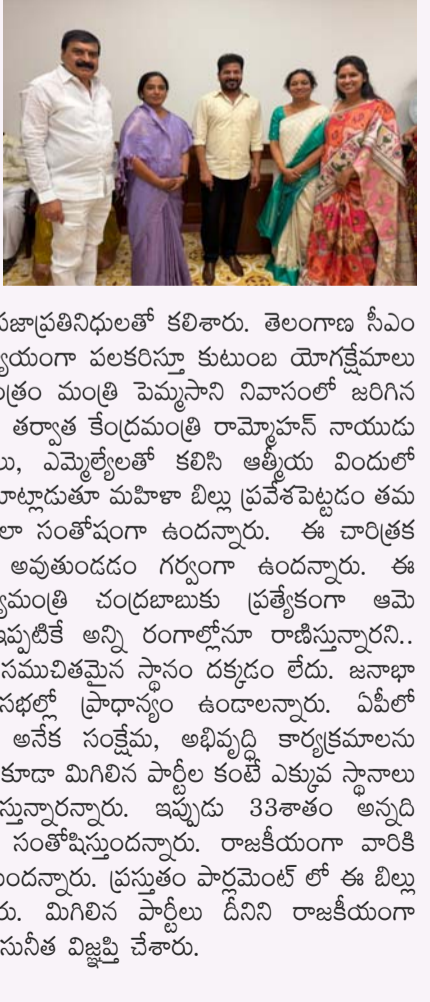 ప్రజాప్రతినిధులతో కలిశారు. తెలంగాణ సీఎం
పలకరిస్తూ కుటుంబ యోగక్షేమాలు
మంత్రి పెమ్మసాని నివాసంలో జరిగిన
తర్వాత కేంద్రమంత్రి రామ్మోహన్ నాయుడు
లు, ఎమ్మెల్యేలతో కలిసి ఆత్మీయ విందులో
మాట్లాడుతూ మహిళా బిల్లు ప్రవేశపెట్టడం తమ
లా సంతోషంగా ఉందన్నారు. ఈ చారిత్రక
అవుతుండడం గర్వంగా ఉందన్నారు. ఈ
చంద్రబాబుకు ప్రత్యేకంగా ఆమె
ఇప్పటికే అన్ని రంగాల్లోనూ రాణిస్తున్నారని..
సముచితమైన స్థానం దక్కడం లేదు. జనాభా
సభల్లో ప్రాధాన్యం ఉండాలన్నారు. ఏపీలో
అనేక సంక్షేమ, అభివృద్ధి కార్యక్రమాలను
కూడా మిగిలిన పార్టీల కంటే ఎక్కువ స్థానాలు
స్తున్నారన్నారు. ఇప్పుడు 33శాతం అన్నది
సంతోషిస్తుందన్నారు. రాజకీయంగా వారికి
ుందన్నారు. ప్రస్తుతం పార్లమెంట్ లో ఈ బిల్లు
రు. మిగిలిన పార్టీలు దీనిని రాజకీయంగా
సునీత విజ్ఞప్తి చేశారు.